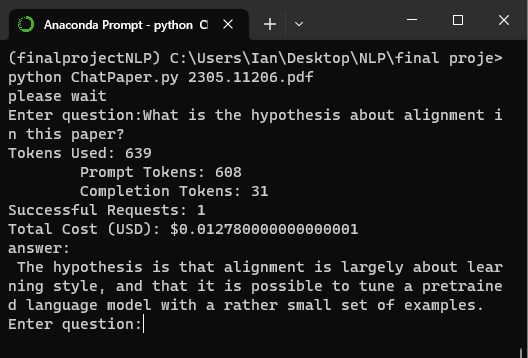 Anaconda Prompt - python C
(finalprojectNLP) C:\Users\Ian\Desktop\NLP\final proje>
python ChatPaper.py 2305.11206.pdf
please wait
Enter question:What is the hypothesis about alignment i
n this paper?
Tokens Used: 639
        Prompt Tokens: 608
        Completion Tokens: 31
Successful Requests: 1
Total Cost (USD): $0.012780000000000001
answer:
 The hypothesis is that alignment is largely about lear
ning style, and that it is possible to tune a pretraine
d language model with a rather small set of examples.
Enter question: